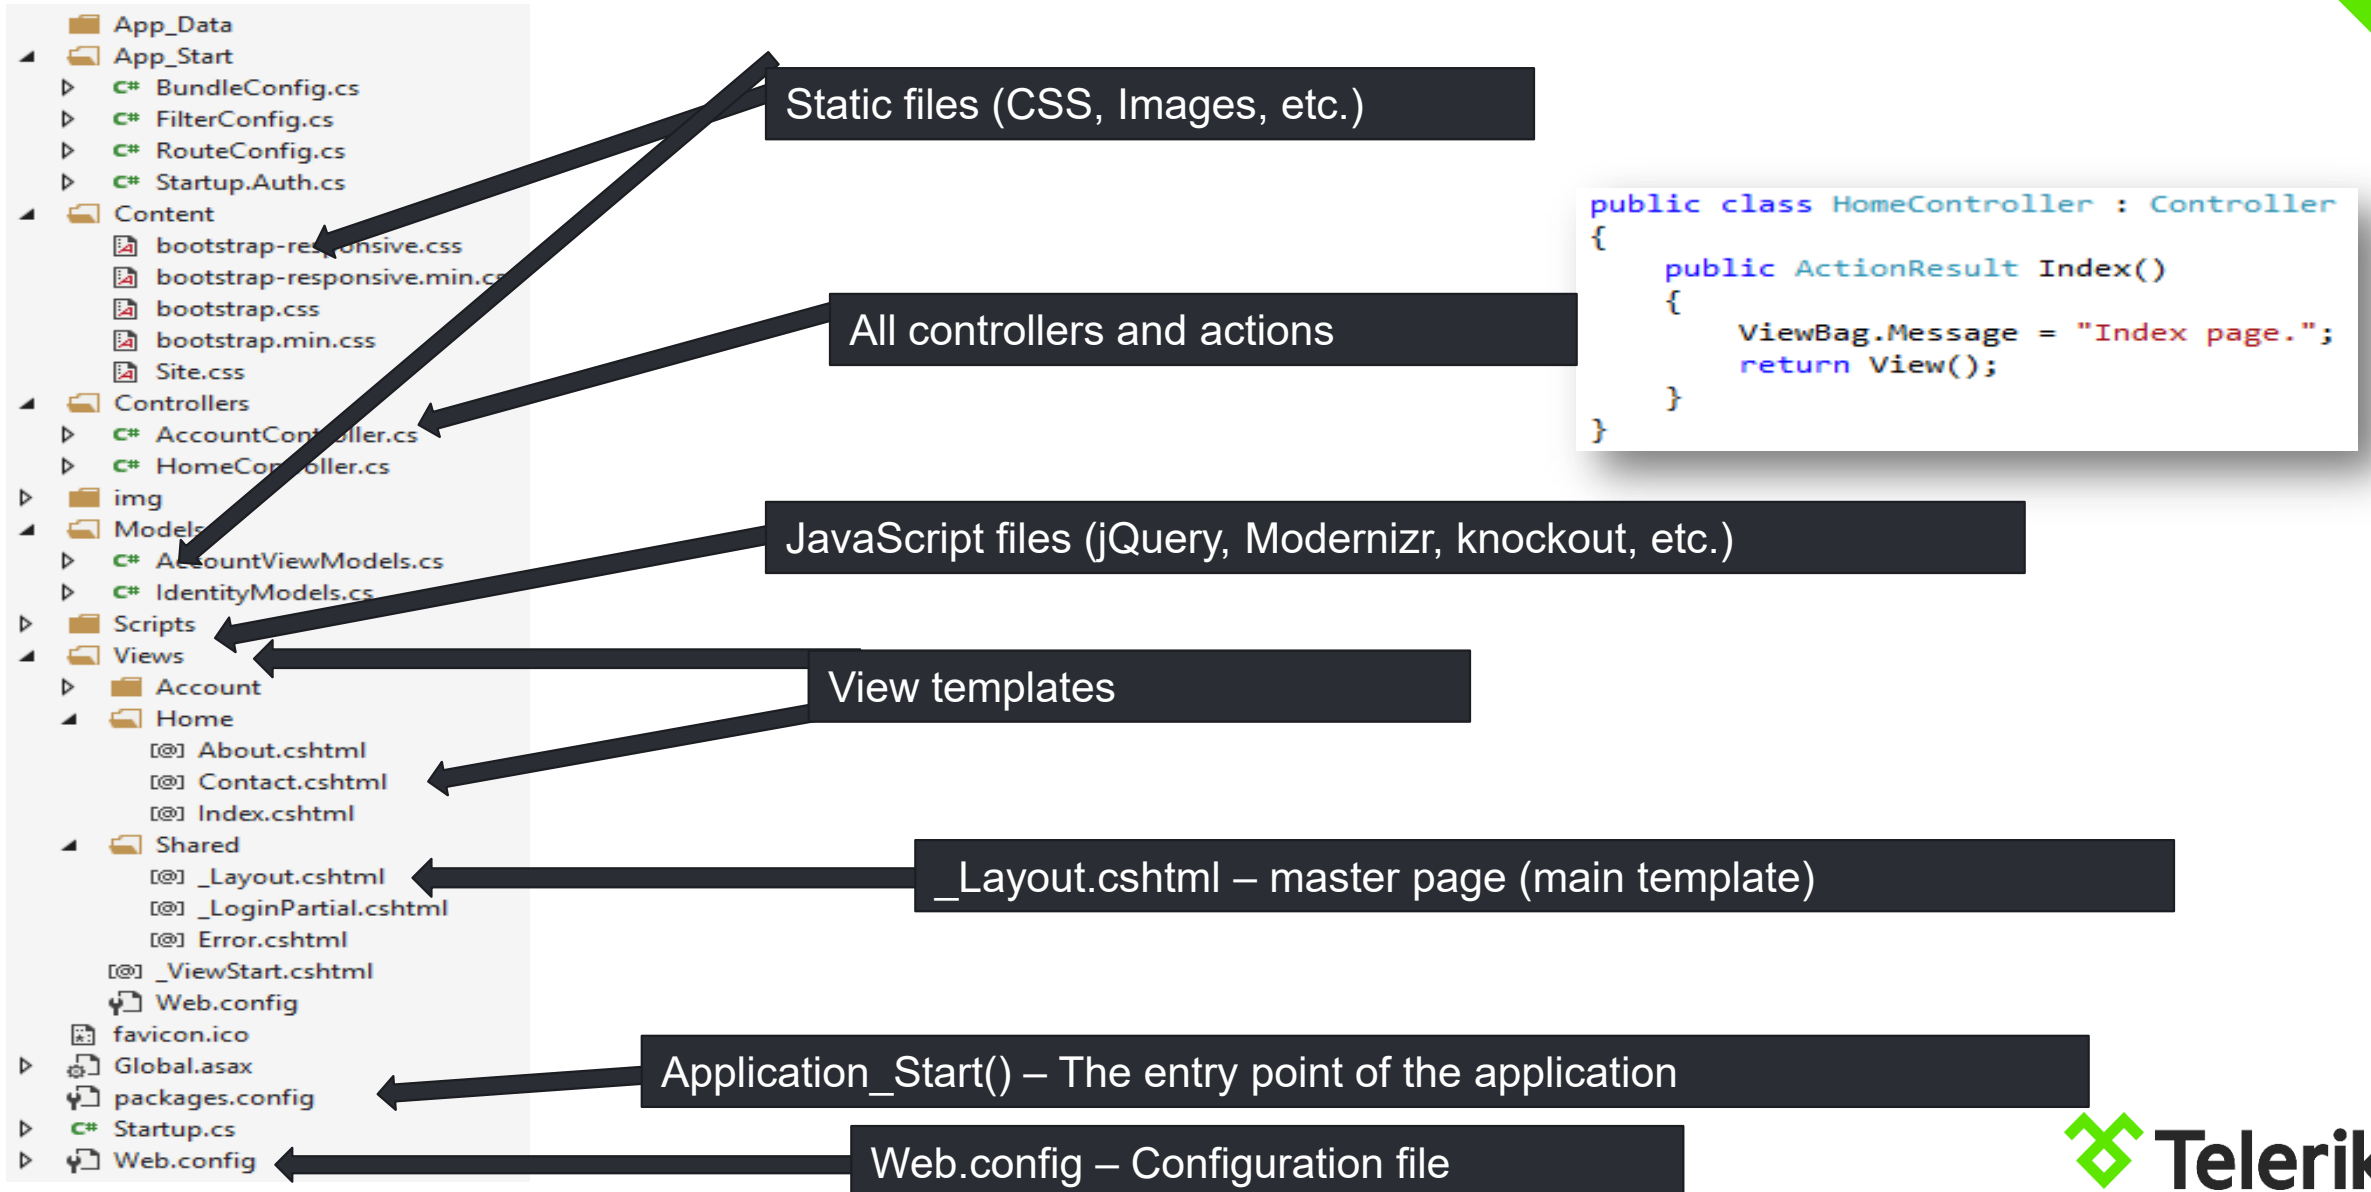 App_Data
App_Start
C# BundleConfig.cs
C# FilterConfig.cs
C# RouteConfig.cs
C# Startup.Auth.cs
Content
bootstrap-responsive.css
bootstrap-responsive.min.cs
bootstrap.css
bootstrap.min.css
Site.css
Controllers
C# AccountController.cs
C# HomeController.cs
img
Models
C# AccountViewModels.cs
C# IdentityModels.cs
Scripts
Views
Account
Home
[@] About.cshtml
[@] Contact.cshtml
[@] Index.cshtml
Shared
[@] _Layout.cshtml
[@] _LoginPartial.cshtml
[@] Error.cshtml
[@] _ViewStart.cshtml
Web.config
favicon.ico
Global.asax
packages.config
C# Startup.cs
Web.config
Static files (CSS, Images, etc.)
All controllers and actions
public class HomeController : Controller
{
public ActionResult Index()
{
ViewBag.Message = "Index page.";
return View();
}
}
JavaScript files (jQuery, Modernizr, knockout, etc.)
View templates
_Layout.cshtml – master page (main template)
Application_Start() – The entry point of the application
Web.config – Configuration file
Telerik